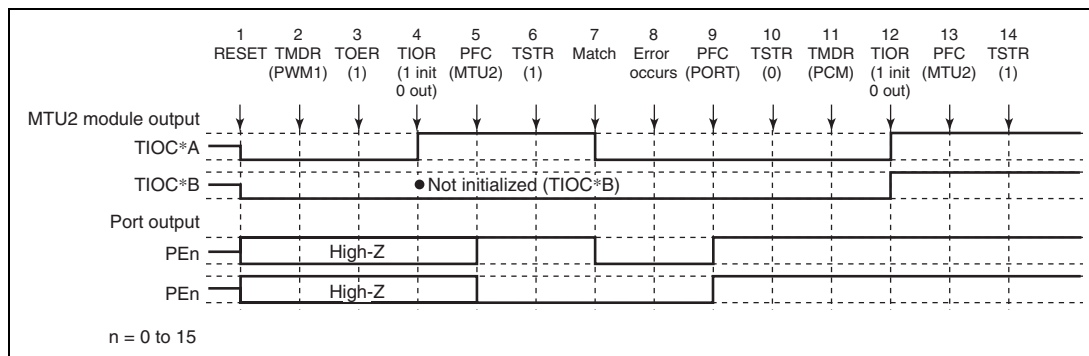 1 2 3 4 5 6 7 8 9 10 11 12 13 14
RESET TMDR TOER TIOR PFC TSTR Match Error PFC TSTR TMDR TIOR PFC TSTR
(PWM1) (1) (1 init (MTU2) (1) occurs (PORT) (0) (PCM) (1 init (MTU2) (1)
0 out) 0 out)
MTU2 module output
TIOC*A
TIOC*B
● Not initialized (TIOC*B)
Port output
PEn
High-Z
PEn
High-Z
n = 0 to 15